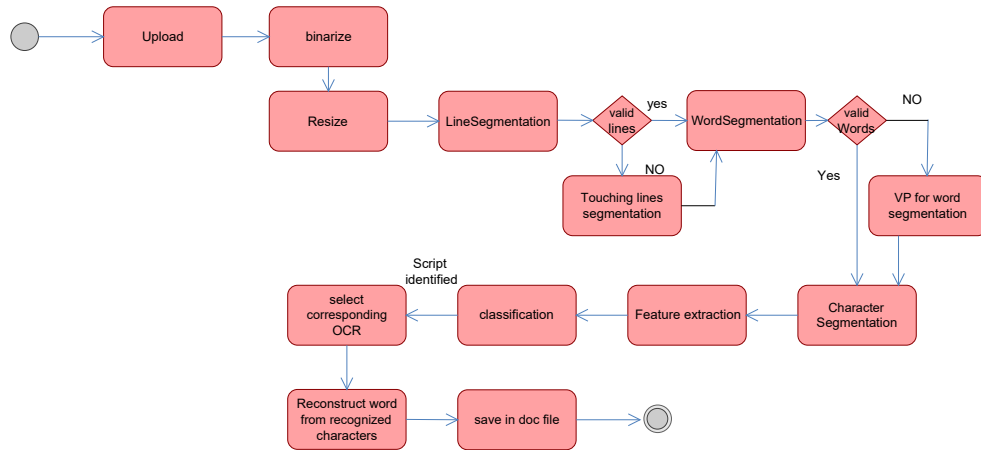 Upload
binarize
Resize
LineSegmentation
valid
lines
yes
NO
Touching lines
segmentation
WordSegmentation
valid
Words
NO
Yes
VP for word
segmentation
Character
Segmentation
Feature extraction
classification
Script
identified
select
corresponding
OCR
Reconstruct word
from recognized
characters
save in doc file